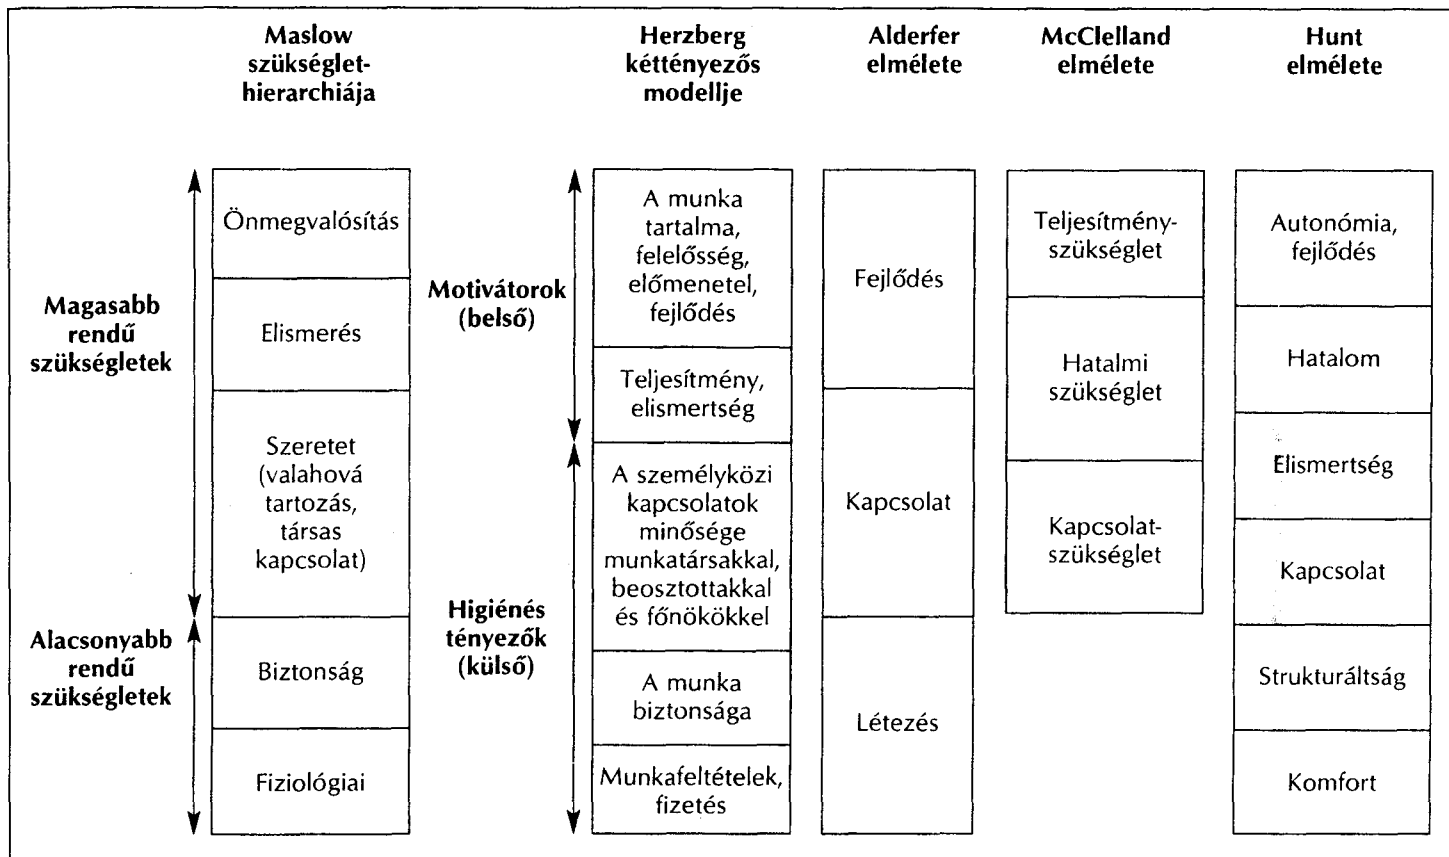 Maslow
szükséglet-
hierarchiája
Herzberg
kéttényezős
modellje
Alderfer
elmélete
McClelland
elmélete
Hunt
elmélete
Magasabb
rendű
szükségletek
Alacsonyabb
rendű
szükségletek
Önmegvalósítás
Elismerés
Szeretet
(valahová
tartozás,
társas
kapcsolat)
Biztonság
Fiziológiai
Motivátorok
(belső)
Higiénés
tényezők
(külső)
A munka
tartalma,
felelősség,
előmenetel,
fejlődés
Teljesítmény,
elismertség
A személyközi
kapcsolatok
minősége
munkatársakkal,
beosztottakkal
és főnökökkel
A munka
biztonsága
Munkafeltételek,
fizetés
Fejlődés
Kapcsolat
Létezés
Teljesítmény-
szükséglet
Hatalmi
szükséglet
Kapcsolat-
szükséglet
Autonómia,
fejlődés
Hatalom
Elismertség
Kapcsolat
Strukturáltság
Komfort